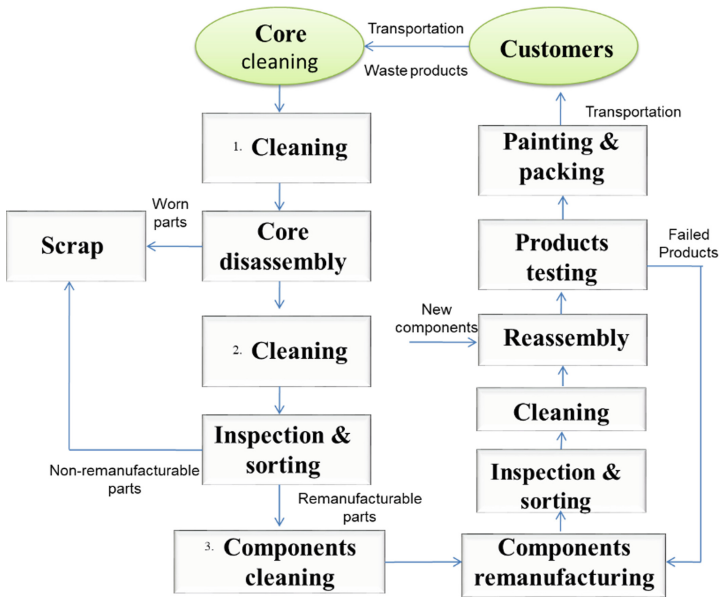 Core
cleaning
Transportation
Waste products
Customers
Transportation
1. Cleaning
Painting &
packing
Worn
parts
Scrap
Core
disassembly
Products
testing
Failed
Products
New
components
2. Cleaning
Reassembly
Cleaning
Inspection &
sorting
Non-remanufacturable
parts
Remanufacturable
parts
Inspection &
sorting
3. Components
cleaning
Components
remanufacturing